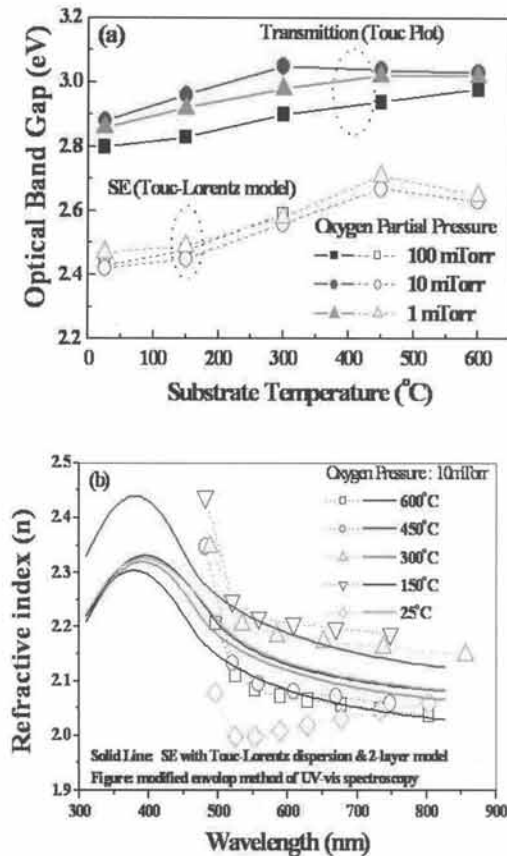 (a)
Transmittion (Touc Plot)
SE (Touc-Lorentz model)
Oxygen Partial Pressure
100 mTorr
10 mTorr
1 mTorr
Optical Band Gap (eV)
3.2
3.0
2.8
2.6
2.4
2.2
0 100 200 300 400 500 600
Substrate Temperature (°C)
(b)
Oxygen Pressure : 10mTorr
600°C
450°C
300°C
150°C
25°C
Refractive index (n)
2.5
2.4
2.3
2.2
2.1
2.0
1.9
Solid Line: SE with Touc-Lorentz dispersion & 2-layer model
Figure: modified envelop method of UV-vis spectroscopy
300 400 500 600 700 800 900
Wavelength (nm)